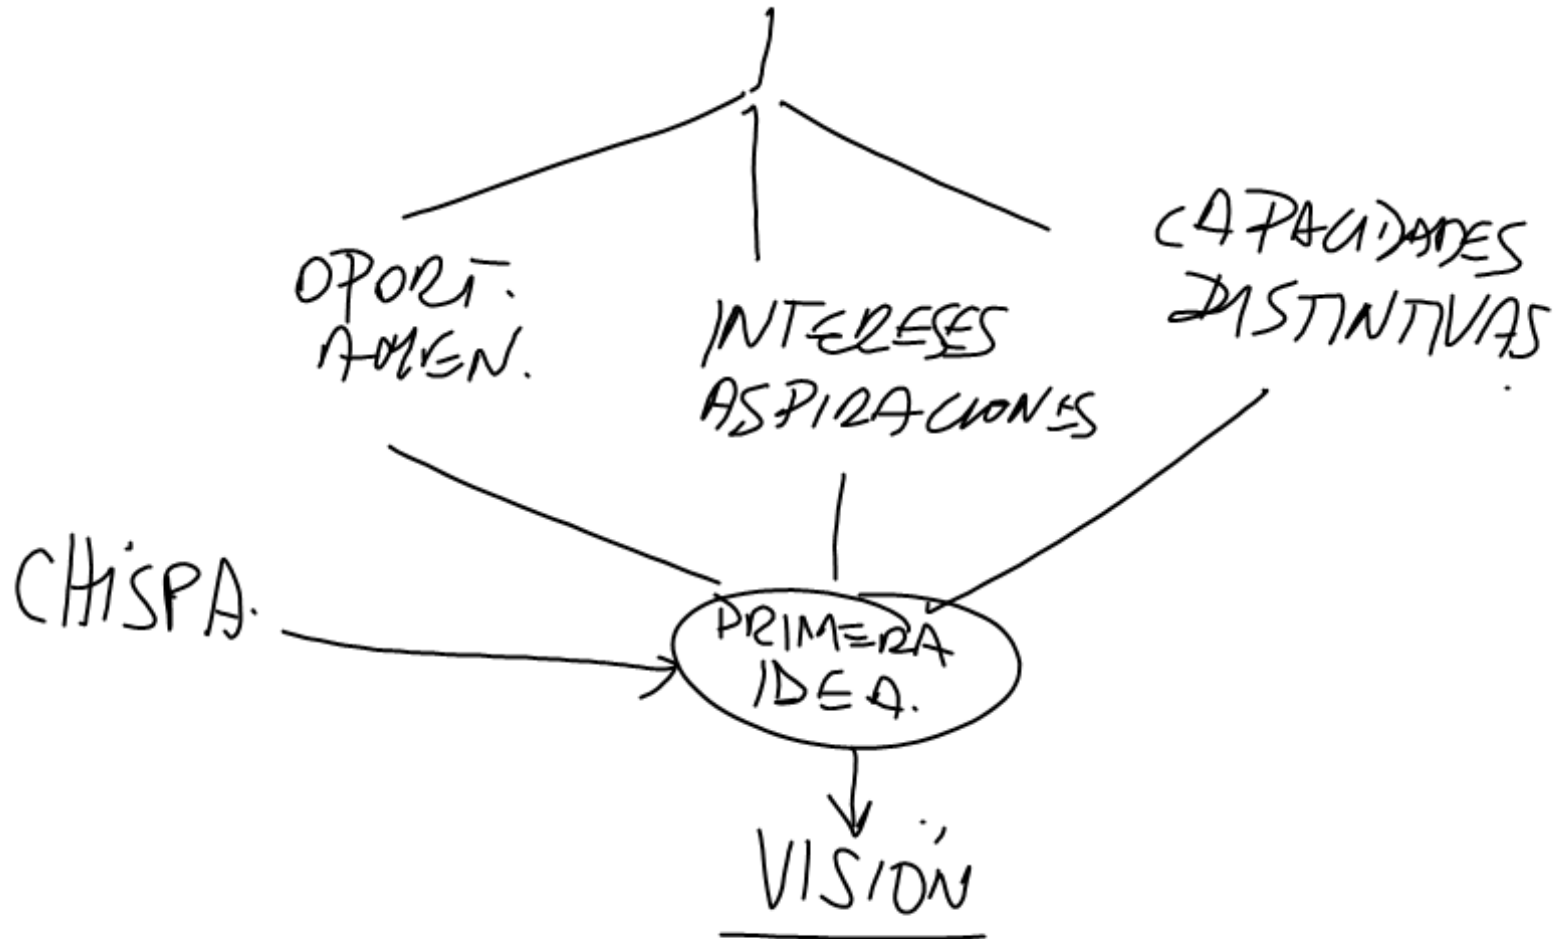 OPORT.
AMEN.
INTERESES
ASPIRACIONES
CAPACIDADES
DISTINTIVAS
CHiSPA.
PRIMERA
IDEA.
VISIÓN